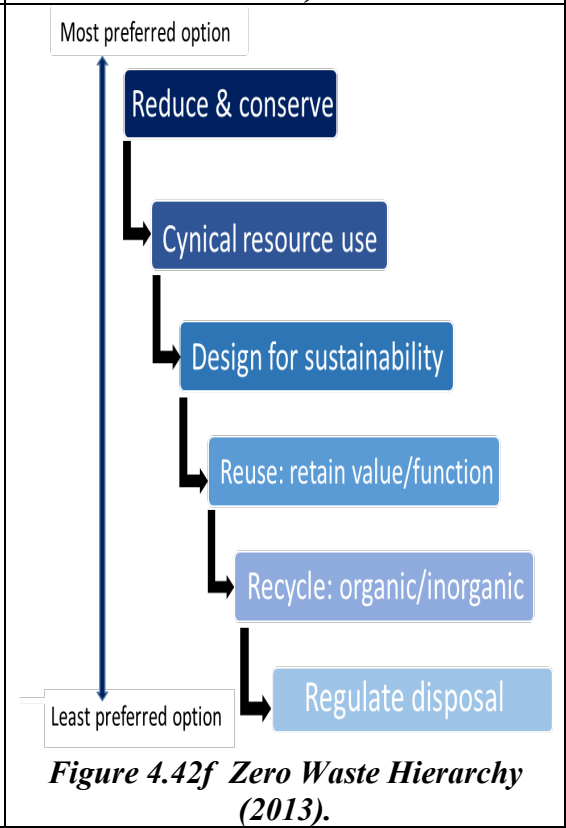 Most preferred option
Reduce & conserve
Cynical resource use
Design for sustainability
Reuse: retain value/function
Recycle: organic/inorganic
Regulate disposal
Least preferred option
Figure 4.42f Zero Waste Hierarchy
(2013).